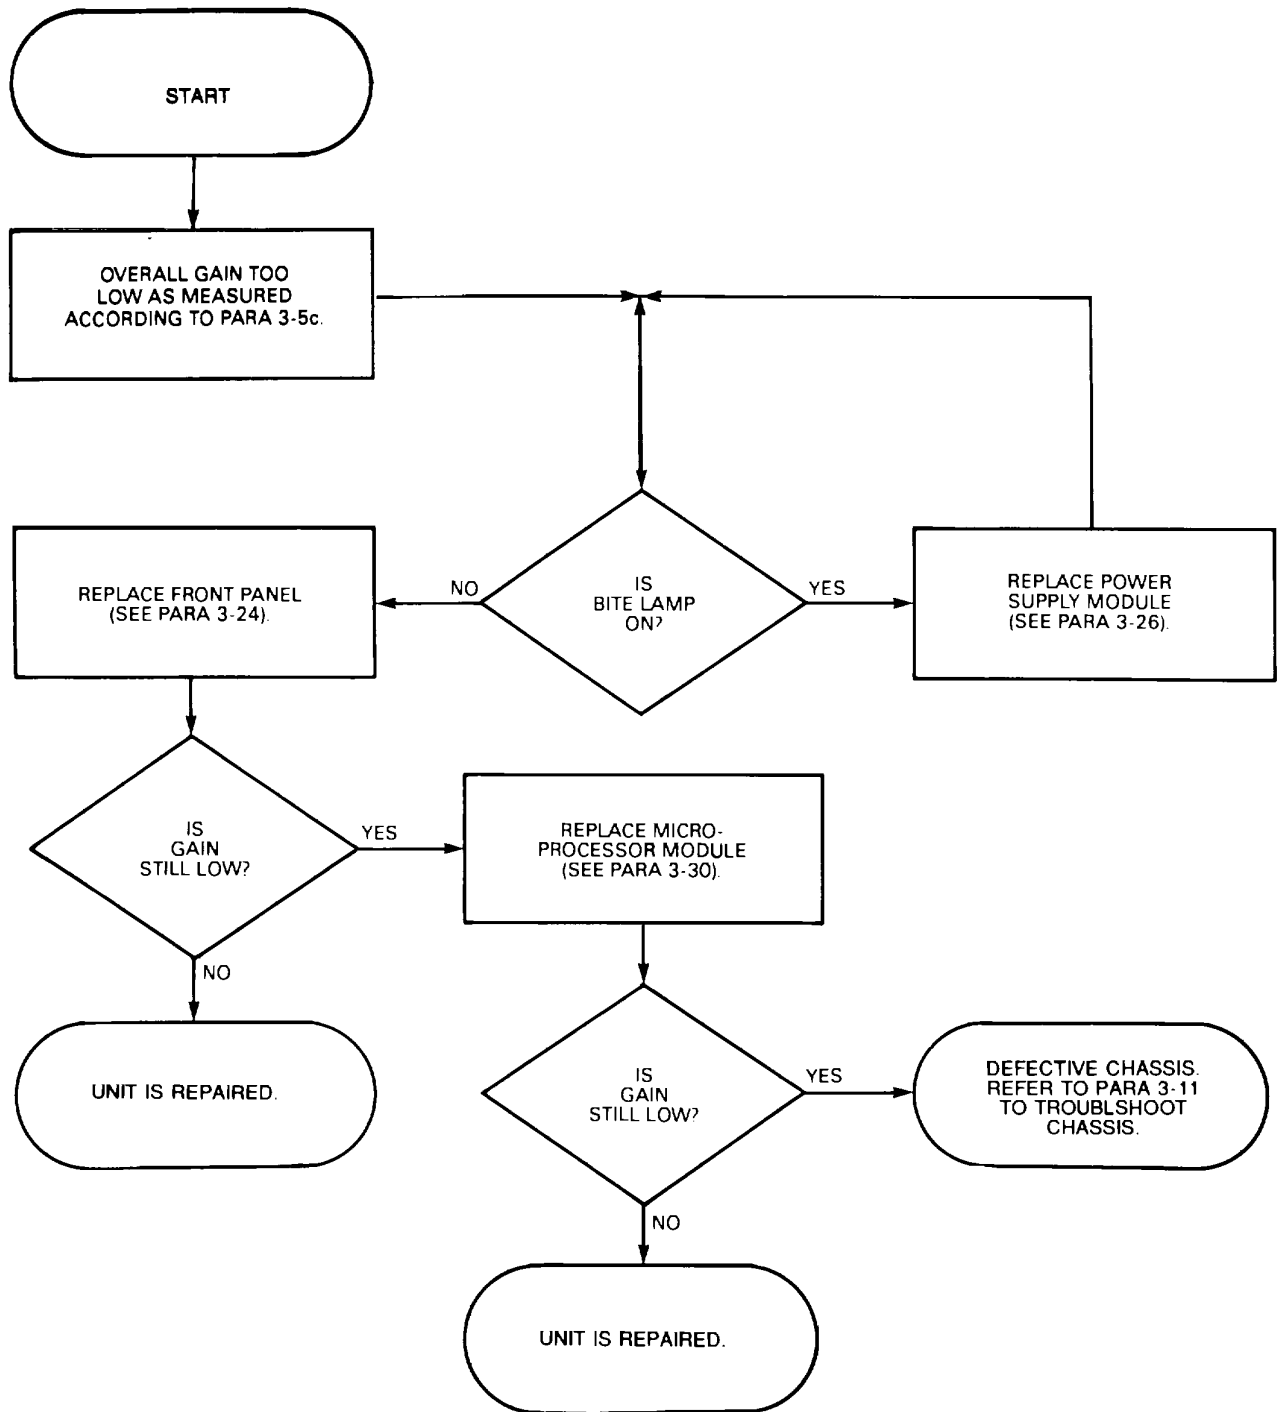 START
OVERALL GAIN TOO
LOW AS MEASURED
ACCORDING TO PARA 3-5c.
IS
BITE LAMP
ON?
NO
YES
REPLACE FRONT PANEL
(SEE PARA 3-24).
REPLACE POWER
SUPPLY MODULE
(SEE PARA 3-26).
IS
GAIN
STILL LOW?
YES
NO
REPLACE MICRO-
PROCESSOR MODULE
(SEE PARA 3-30).
UNIT IS REPAIRED.
IS
GAIN
STILL LOW?
YES
NO
DEFECTIVE CHASSIS.
REFER TO PARA 3-11
TO TROUBLSHOOT
CHASSIS.
UNIT IS REPAIRED.